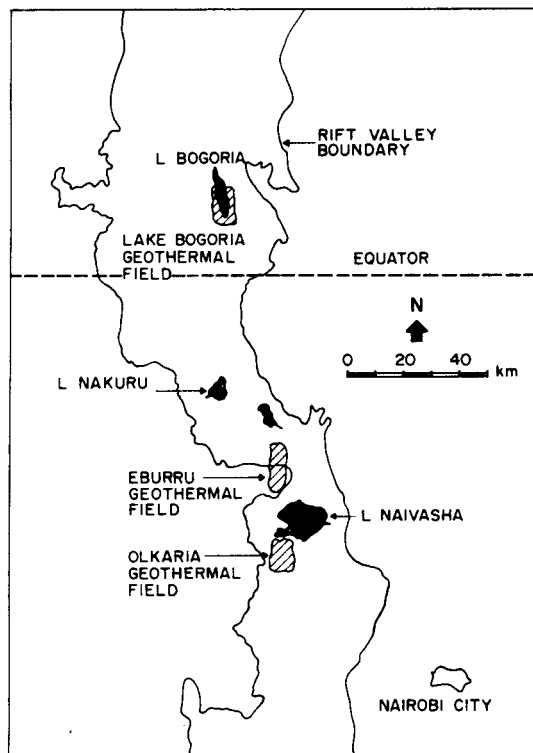 L BOGORIA
RIFT VALLEY
BOUNDARY
LAKE BOGORIA
GEOTHERMAL
FIELD
EQUATOR
N
0 20 40
km
L NAKURU
EBURRU
GEOTHERMAL
FIELD
L NAIVASHA
OLKARIA
GEOTHERMAL
FIELD
NAIROBI CITY